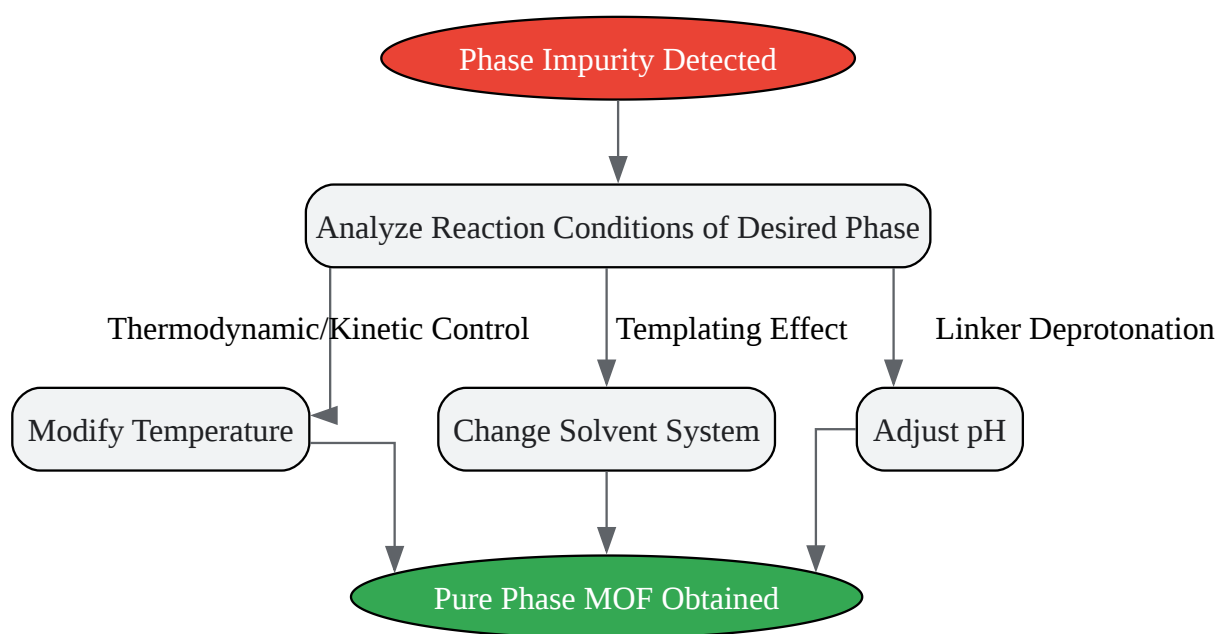 Phase Impurity Detected
Analyze Reaction Conditions of Desired Phase
Thermodynamic/Kinetic Control
Templating Effect
Linker Deprotonation
Modify Temperature
Change Solvent System
Adjust pH
Pure Phase MOF Obtained